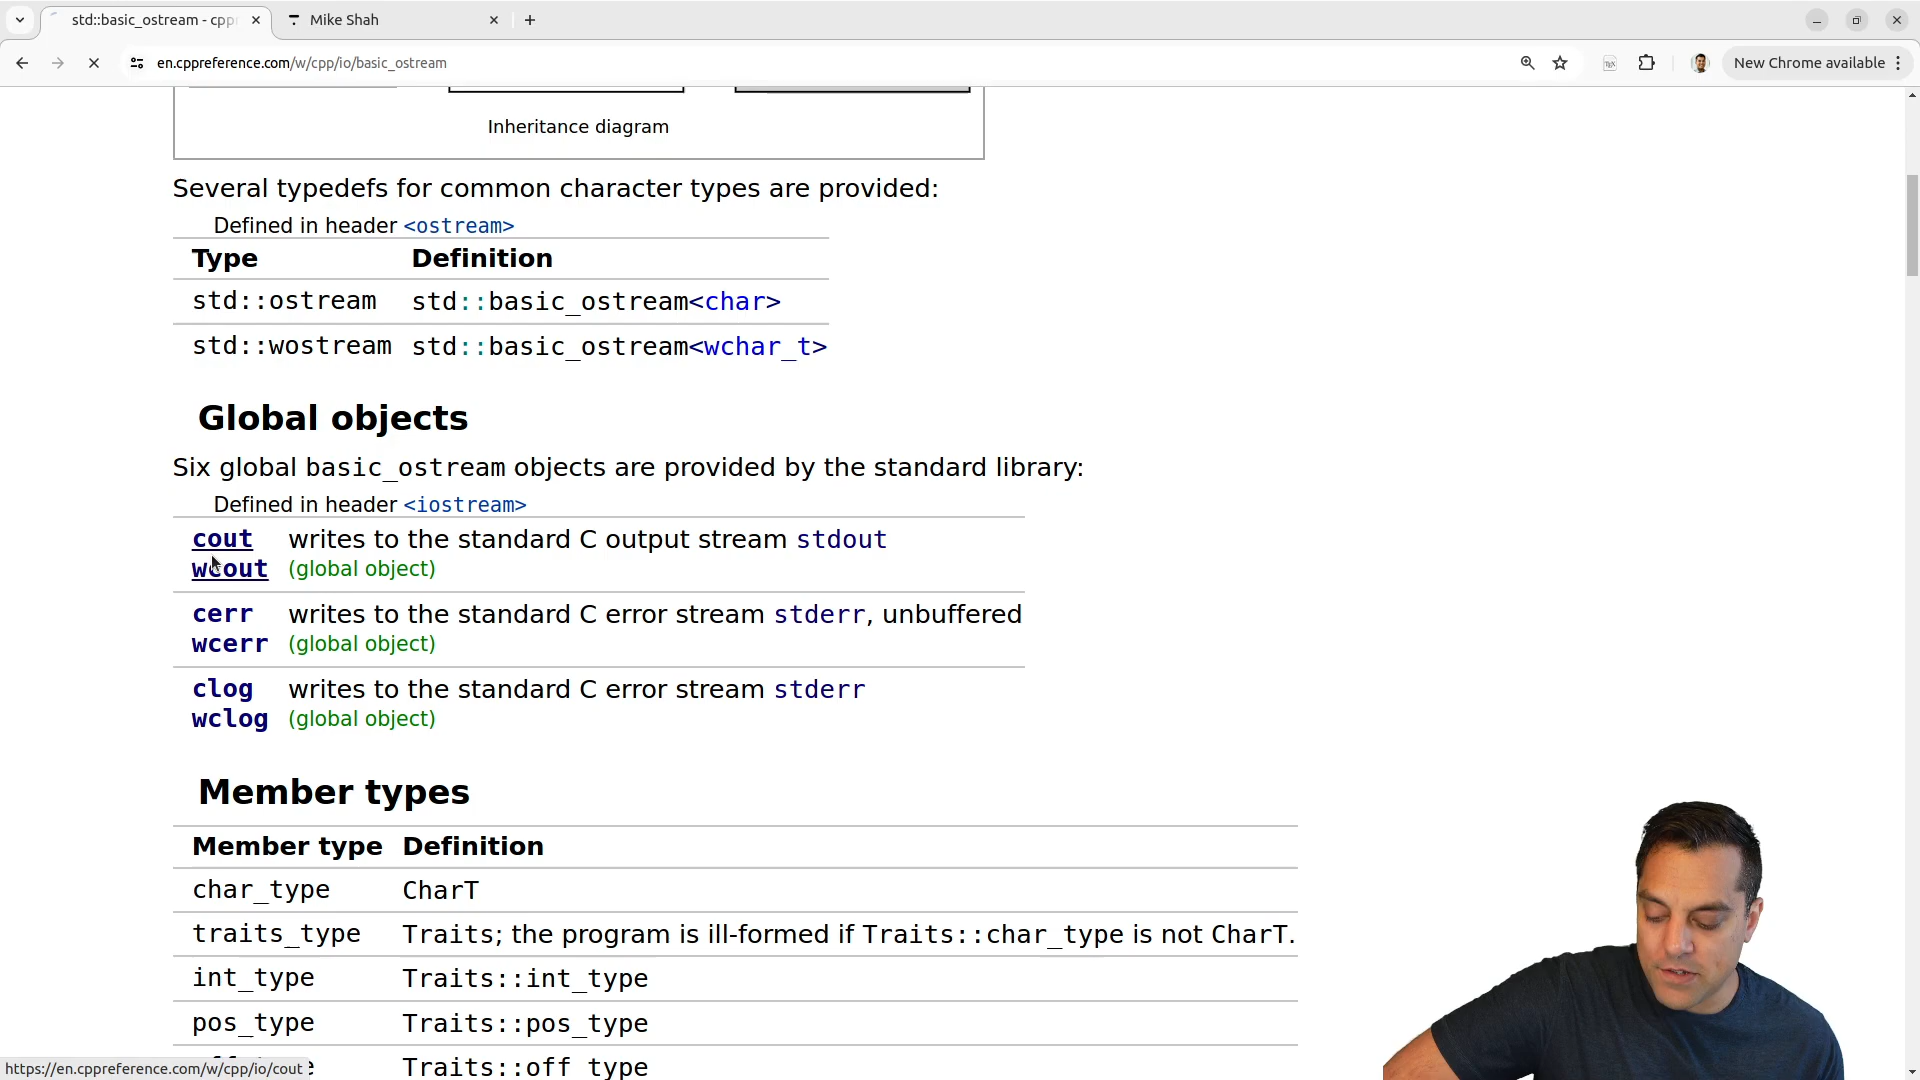 std::basic_ostream - cpp
Mike Shah
en.cppreference.com/w/cpp/io/basic_ostream
New Chrome available
Inheritance diagram
Several typedefs for common character types are provided:
Defined in header <ostream>
Type Definition
std::ostream std::basic_ostream<char>
std::wostream std::basic_ostream<wchar_t>
Global objects
Six global basic_ostream objects are provided by the standard library:
Defined in header <iostream>
cout writes to the standard C output stream stdout
wcout (global object)
cerr writes to the standard C error stream stderr, unbuffered
wcerr (global object)
clog writes to the standard C error stream stderr
wclog (global object)
Member types
Member type Definition
char_type CharT
traits_type Traits; the program is ill-formed if Traits::char_type is not CharT.
int_type Traits::int_type
pos_type Traits::pos_type
Traits::off_type
https://en.cppreference.com/w/cpp/io/cout